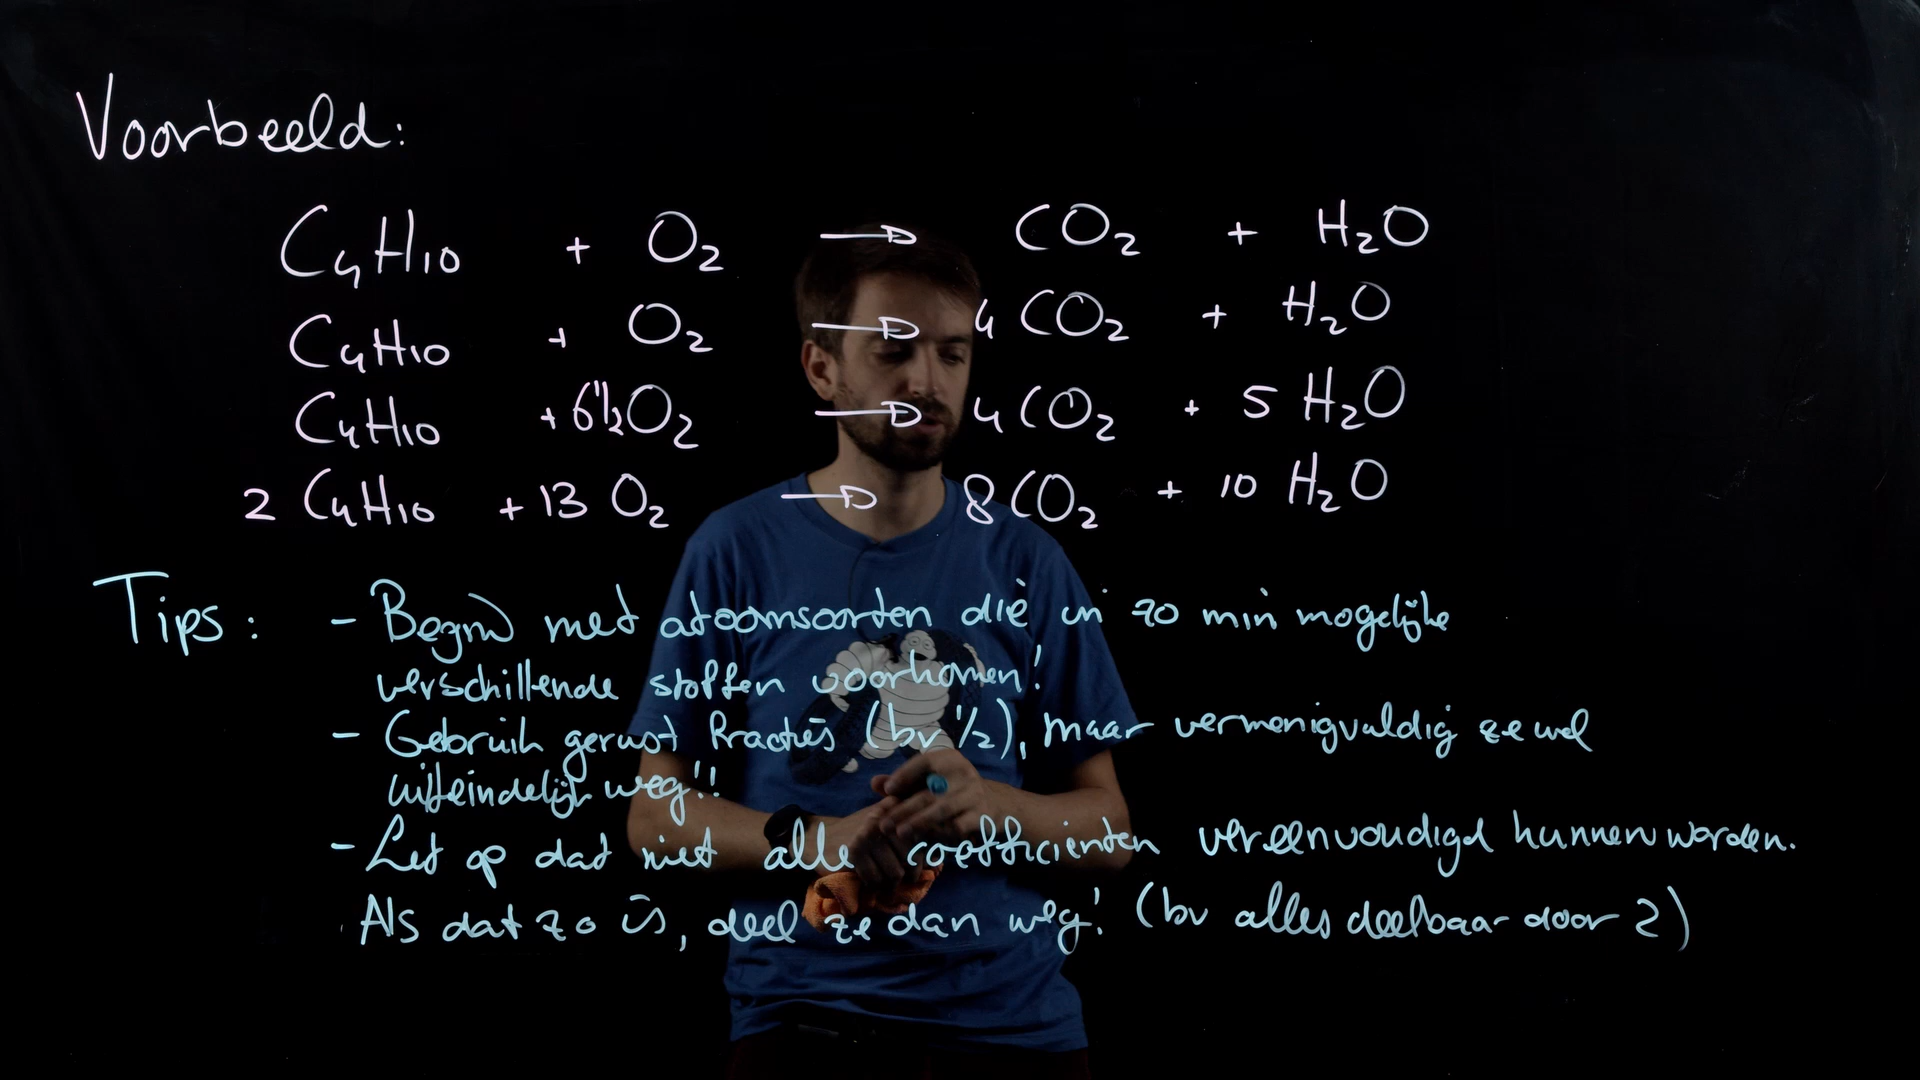 Voorbeeld:
C₄H₁₀ + O₂ → CO₂ + H₂O
C₄H₁₀ + O₂ → 4 CO₂ + H₂O
C₄H₁₀ + 6½O₂ → 4 CO₂ + 5 H₂O
2 C₄H₁₀ + 13 O₂ → 8 CO₂ + 10 H₂O
Tips: - Begin met atoomsoorten die in zo min mogelijke
verschillende stoffen voorkomen!
- Gebruik gerust fracties (bv ½), maar vermenigvuldig ze wel
uiteindelijk weg!!
- Let op dat niet alle coefficienten vereenvoudigd kunnen worden.
Als dat zo is, deel ze dan weg! (bv alles deelbaar door 2)